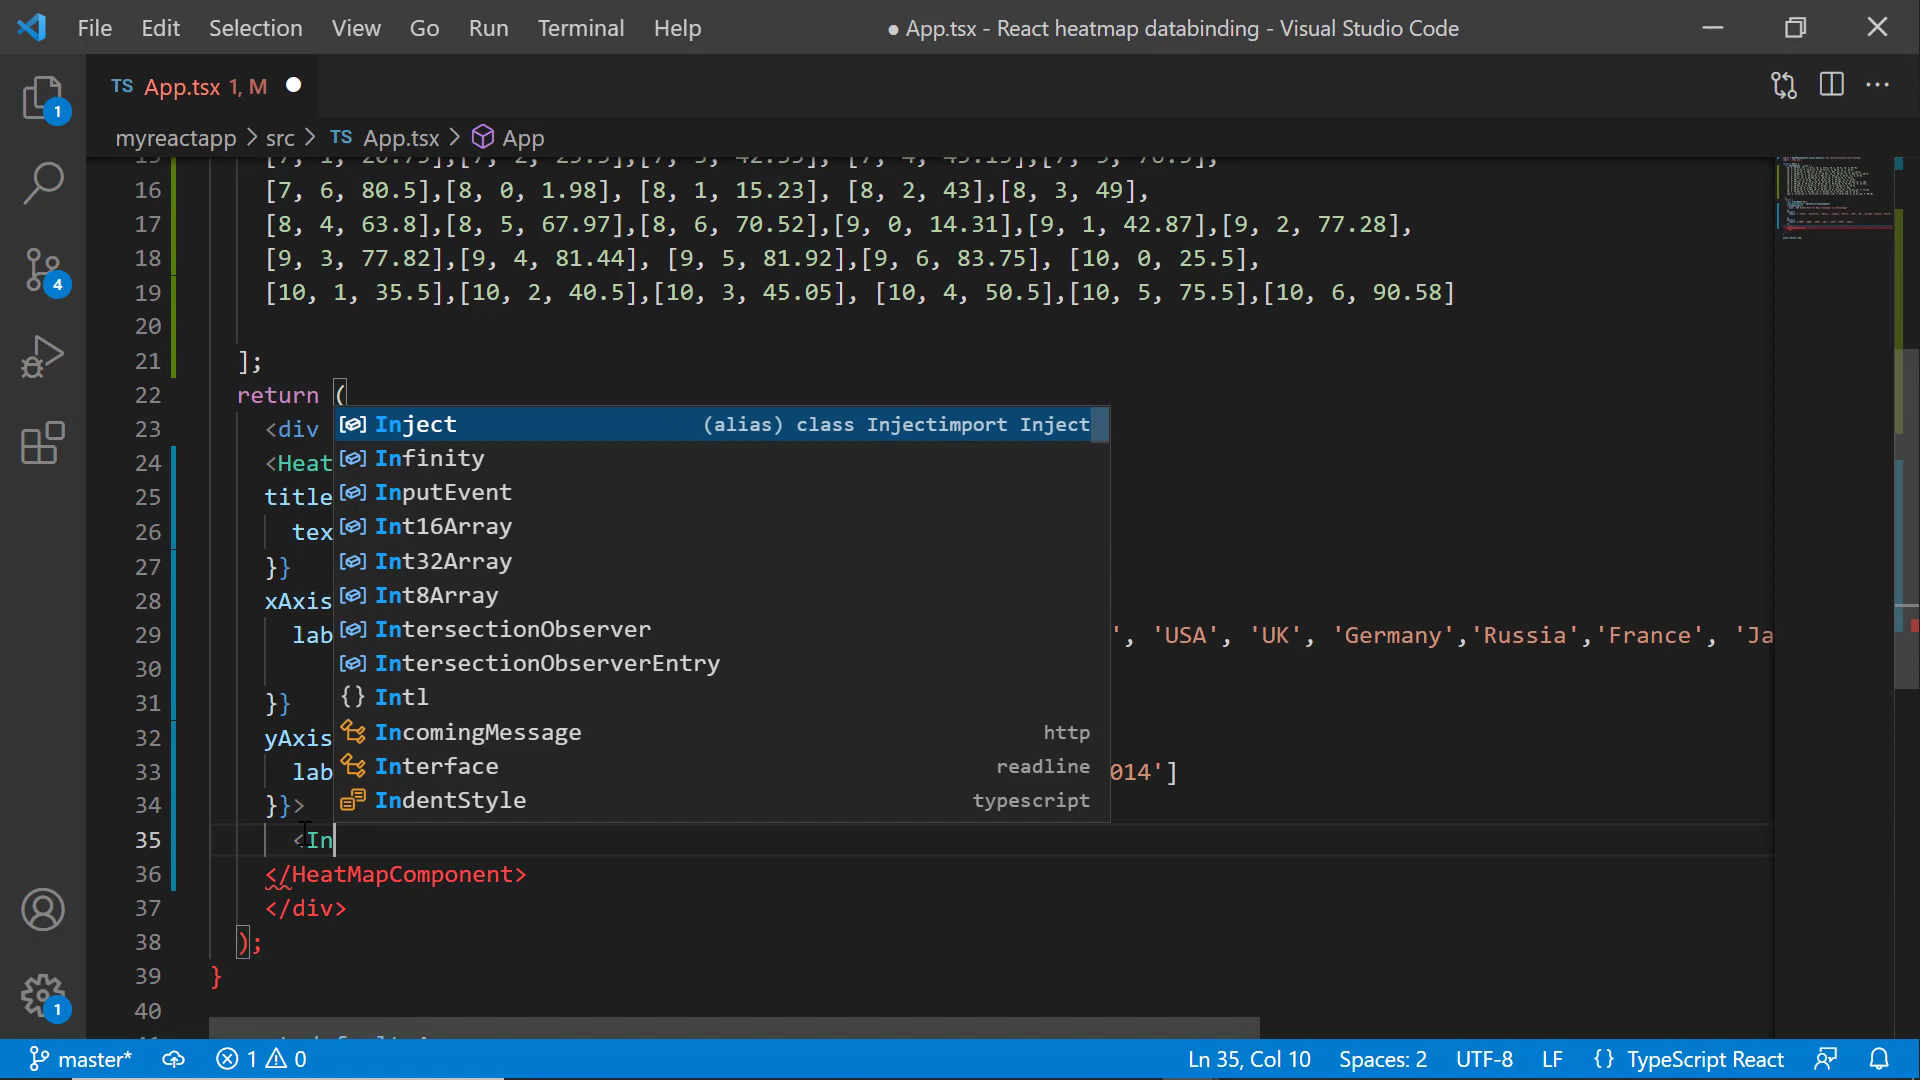 File Edit Selection View Go Run Terminal Help
● App.tsx - React heatmap databinding - Visual Studio Code
TS App.tsx 1, M
myreactapp > src > TS App.tsx > App
16 [7, 6, 80.5],[8, 0, 1.98], [8, 1, 15.23], [8, 2, 43],[8, 3, 49],
17 [8, 4, 63.8],[8, 5, 67.97],[8, 6, 70.52],[9, 0, 14.31],[9, 1, 42.87],[9, 2, 77.28],
18 [9, 3, 77.82],[9, 4, 81.44], [9, 5, 81.92],[9, 6, 83.75], [10, 0, 25.5],
19 [10, 1, 35.5],[10, 2, 40.5],[10, 3, 45.05], [10, 4, 50.5],[10, 5, 75.5],[10, 6, 90.58]
20
21 ];
22 return (
23 <div
24 <Heat
25 title
26 tex
27 }}
28 xAxis
29 lab ', 'USA', 'UK', 'Germany','Russia','France', 'Ja
30
31 }}
32 yAxis
33 lab 014']
34 }}>
35 <In
36 </HeatMapComponent>
37 </div>
38 );
39 }
40
Inject (alias) class Injectimport Inject
Infinity
InputEvent
Int16Array
Int32Array
Int8Array
IntersectionObserver
IntersectionObserverEntry
{} Intl
IncomingMessage http
Interface readline
IndentStyle typescript
1
4
1
master* 1 0 Ln 35, Col 10 Spaces: 2 UTF-8 LF {} TypeScript React